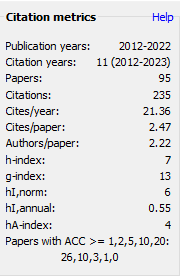 Citation metrics Help
Publication years: 2012-2022
Citation years: 11 (2012-2023)
Papers: 95
Citations: 235
Cites/year: 21.36
Cites/paper: 2.47
Authors/paper: 2.22
h-index: 7
g-index: 13
hI,norm: 6
hI,annual: 0.55
hA-index: 4
Papers with ACC >= 1,2,5,10,20:
26,10,3,1,0